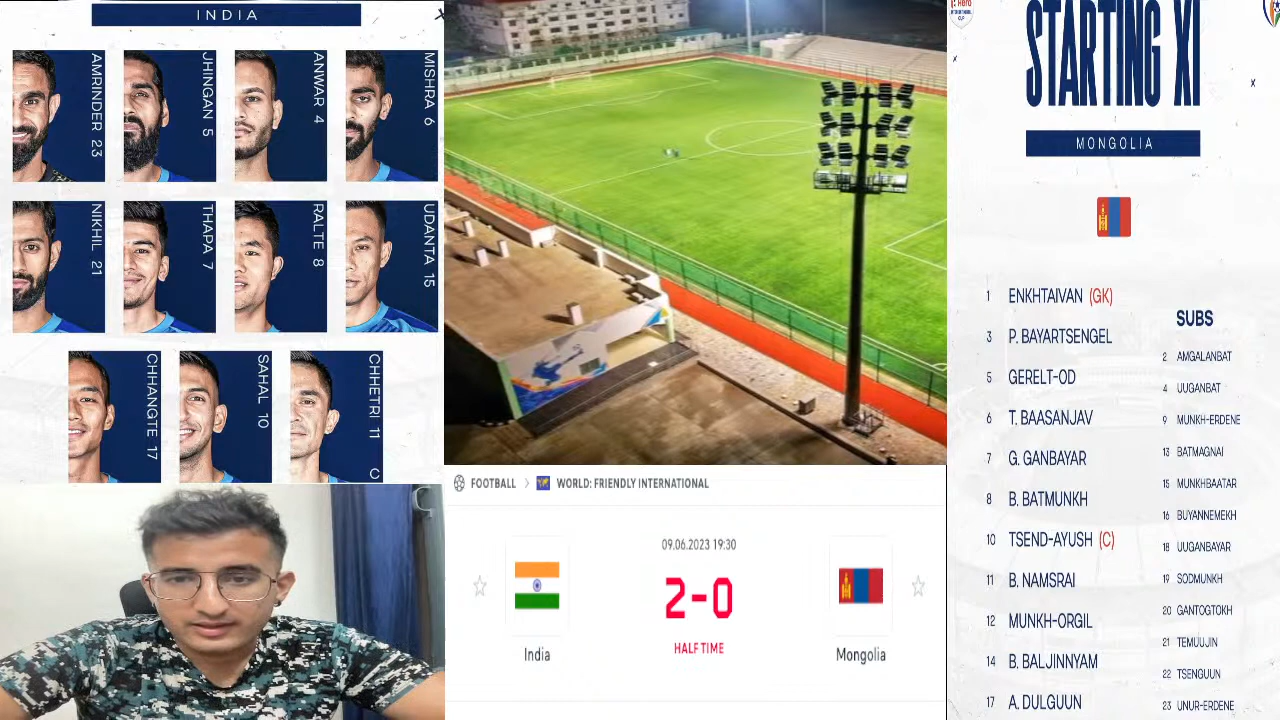 INDIA
AMRINDER 23
JHINGAN 5
ANWAR 4
MISHRA 6
NIKHIL 21
THAPA 7
RALTE 8
UDANTA 15
CHHANGTE 17
SAHAL 10
CHHETRI 11 C
FOOTBALL > WORLD: FRIENDLY INTERNATIONAL
09.06.2023 19:30
2-0
HALF TIME
India
Mongolia
Hero
STARTING XI
MONGOLIA
1 ENKHTAIVAN (GK)
3 P. BAYARTSENGEL
5 GERELT-OD
6 T. BAASANJAV
7 G. GANBAYAR
8 B. BATMUNKH
10 TSEND-AYUSH (C)
11 B. NAMSRAI
12 MUNKH-ORGIL
14 B. BALJINNYAM
17 A. DULGUUN
SUBS
2 AMGALANBAT
4 UUGANBAT
9 MUNKH-ERDENE
13 BATMAGNAI
15 MUNKHBAATAR
16 BUYANNEMEKH
18 UUGANBAYAR
19 SODMUNKH
20 GANTOGTOKH
21 TEMUUJIN
22 TSENGUUN
23 UNUR-ERDENE